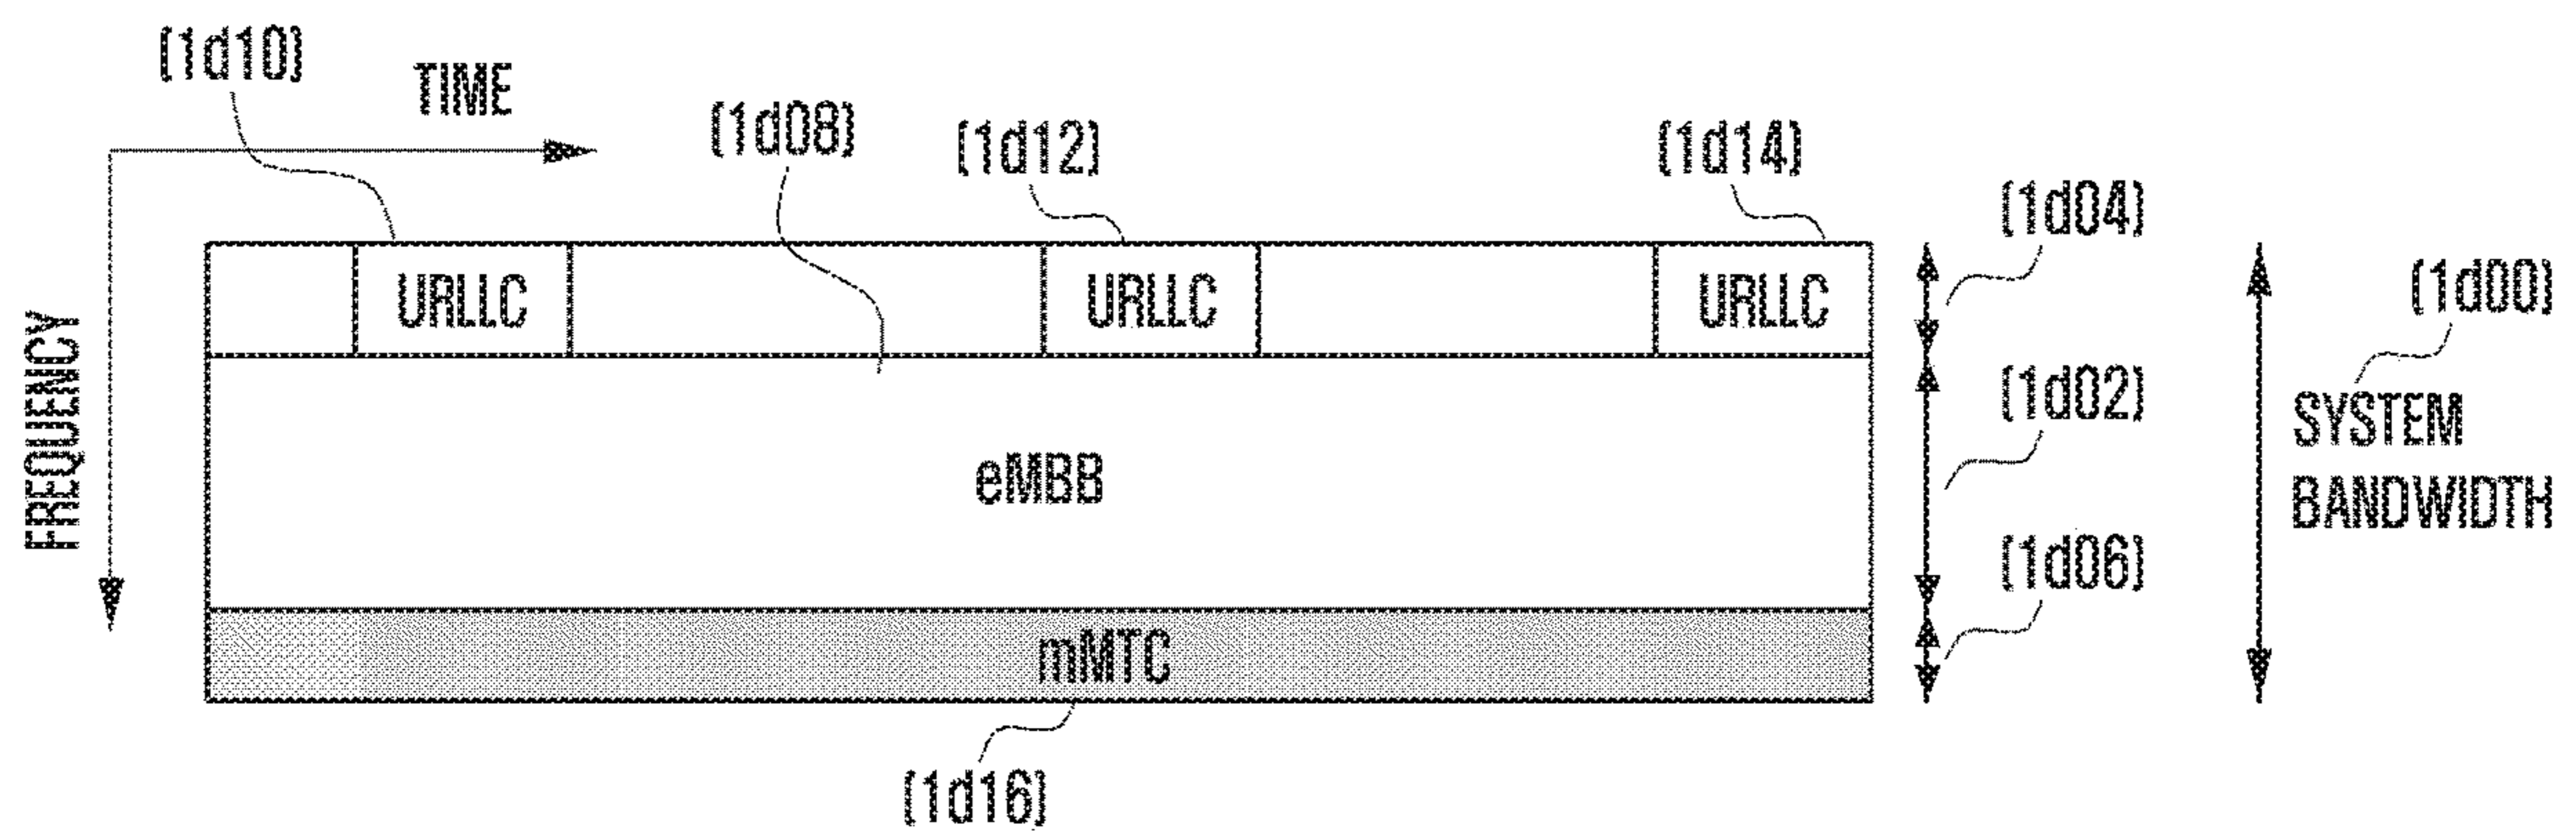 (1d10)
TIME
(1d08)
(1d12)
(1d14)
(1d04)
(1d00)
URLLC
URLLC
URLLC
FREQUENCY
(1d02)
SYSTEM
BANDWIDTH
eMBB
(1d06)
mMTC
(1d16)